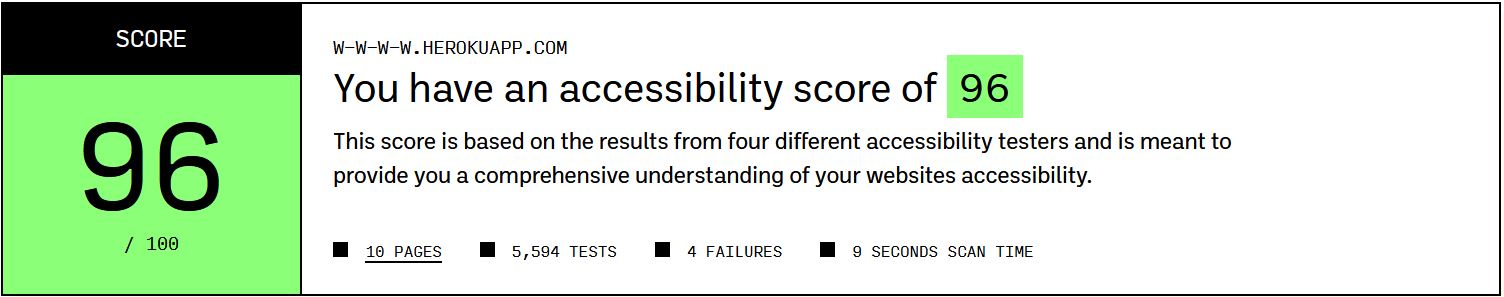 SCORE
96
/ 100
W-W-W-W.HEROKUAPP.COM
You have an accessibility score of 96
This score is based on the results from four different accessibility testers and is meant to
provide you a comprehensive understanding of your websites accessibility.
10 PAGES 5,594 TESTS 4 FAILURES 9 SECONDS SCAN TIME